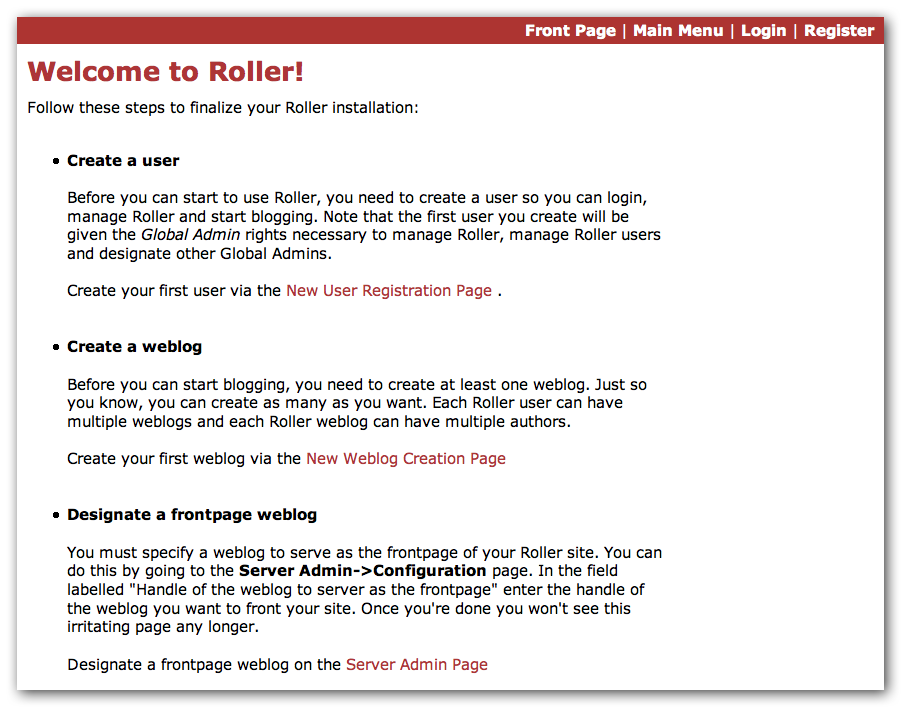 Front Page | Main Menu | Login | Register
Welcome to Roller!
Follow these steps to finalize your Roller installation:
• Create a user
Before you can start to use Roller, you need to create a user so you can login,
manage Roller and start blogging. Note that the first user you create will be
given the Global Admin rights necessary to manage Roller, manage Roller users
and designate other Global Admins.
Create your first user via the New User Registration Page .
• Create a weblog
Before you can start blogging, you need to create at least one weblog. Just so
you know, you can create as many as you want. Each Roller user can have
multiple weblogs and each Roller weblog can have multiple authors.
Create your first weblog via the New Weblog Creation Page
• Designate a frontpage weblog
You must specify a weblog to serve as the frontpage of your Roller site. You can
do this by going to the Server Admin->Configuration page. In the field
labelled "Handle of the weblog to server as the frontpage" enter the handle of
the weblog you want to front your site. Once you're done you won't see this
irritating page any longer.
Designate a frontpage weblog on the Server Admin Page